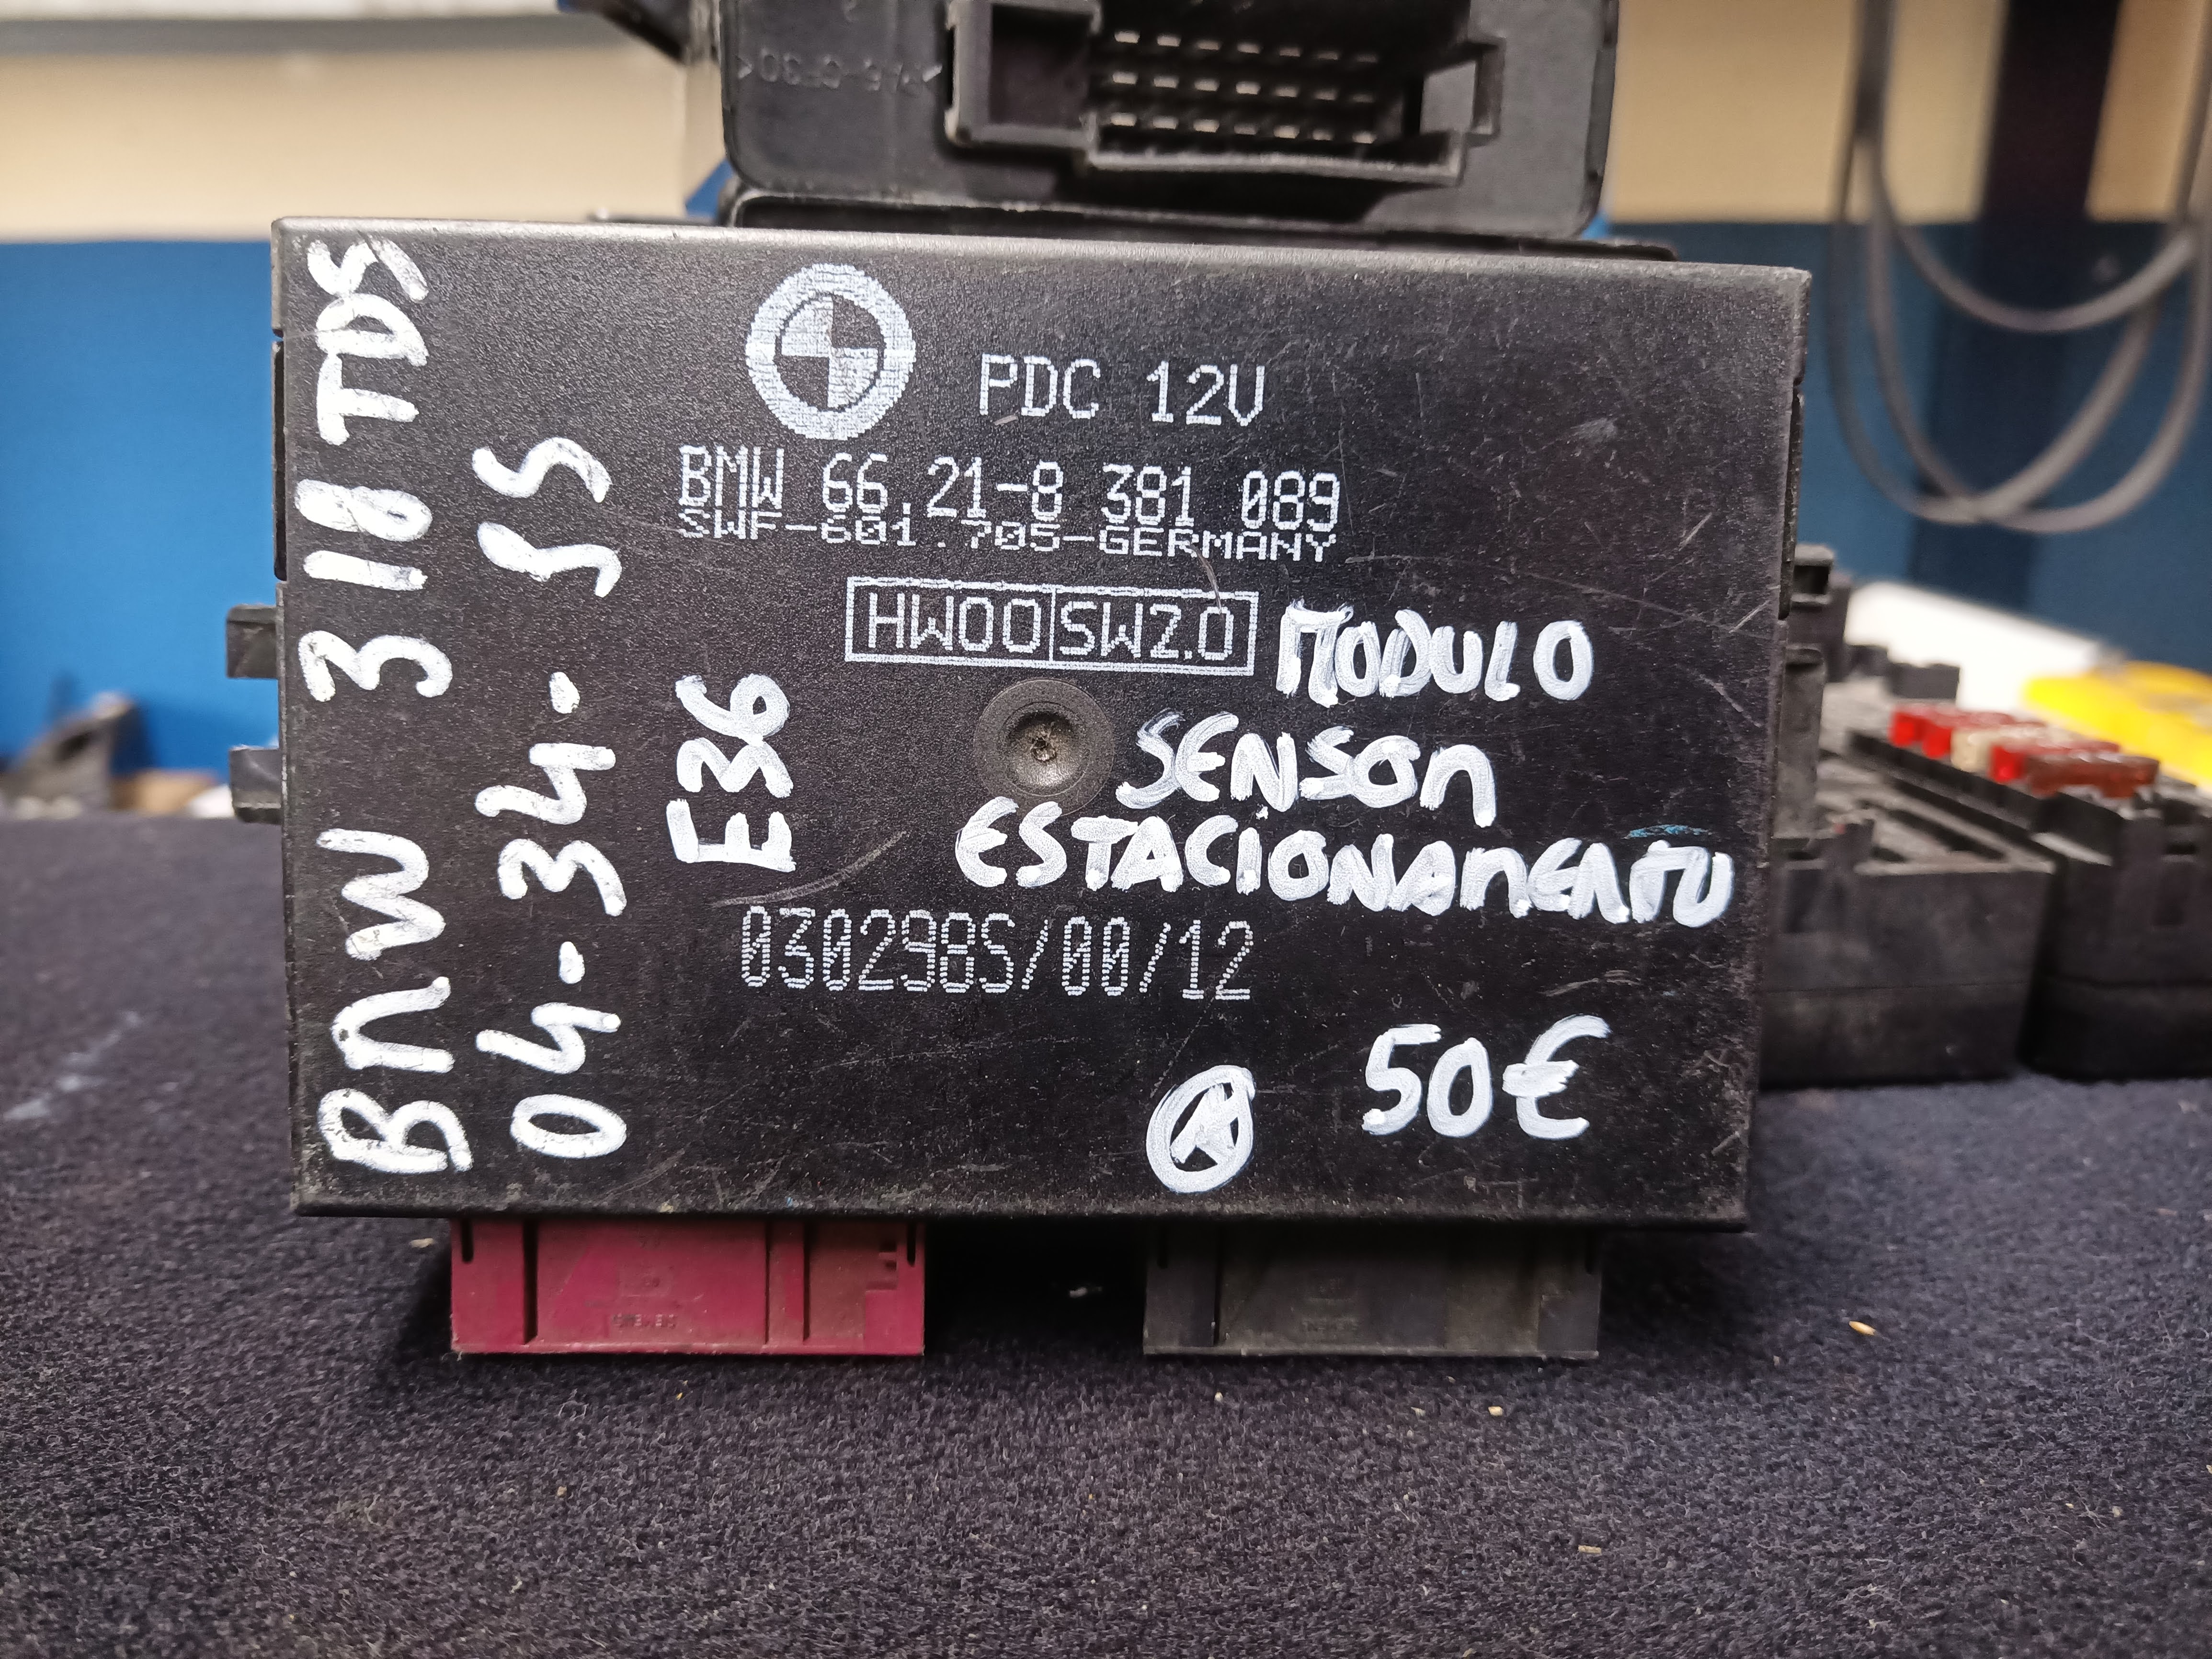 PDC 12V
BMW 66.21-8 381 089
SWF-601.705-GERMANY
HW00 SW2.0
MODULO
SENSOR
ESTACIONAMENTO
030298S/00/12
50€
E36
BMW 318 TDS
04-34-SS